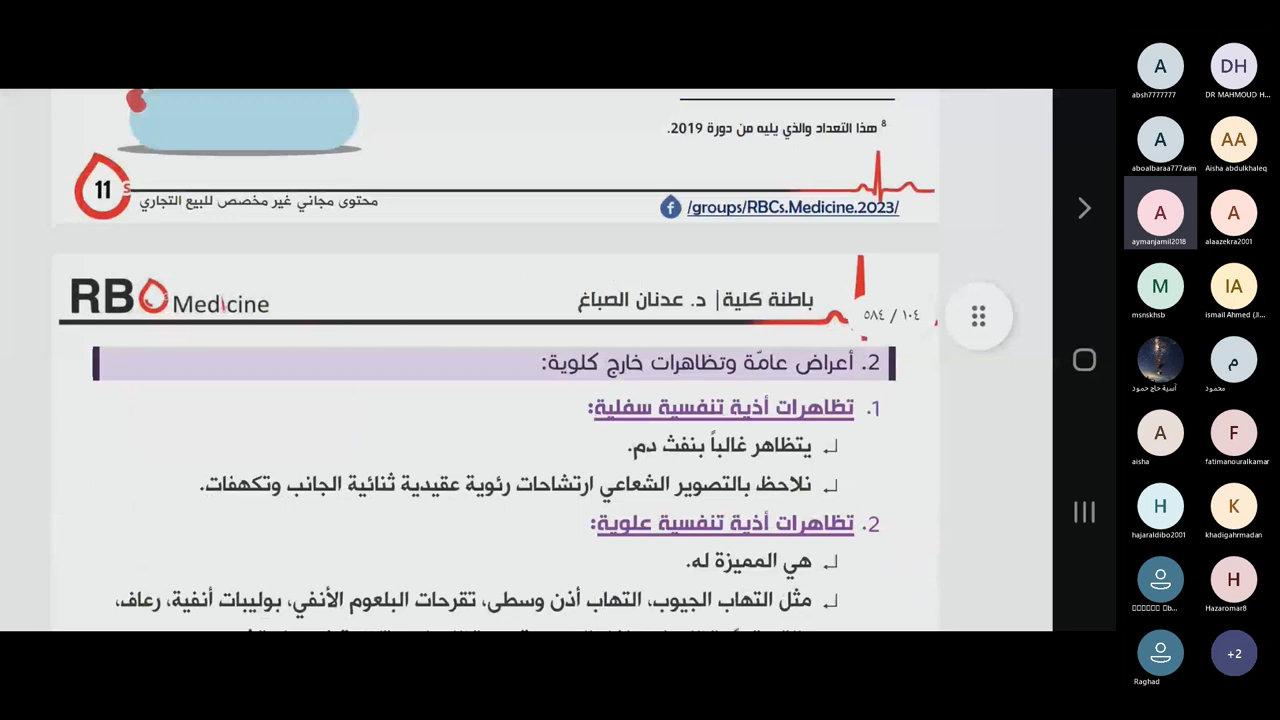 ⁸ هذا التعداد والذي يليه من دورة 2019.
11
محتوى مجاني غير مخصص للبيع التجاري
/groups/RBCs.Medicine.2023/
RB Medicine
باطنة كلية| د. عدنان الصباغ
١٠٤ / ٥٨٤
2. أعراض عامّة وتظاهرات خارج كلوية:
1. تظاهرات أذية تنفسية سفلية:
يتظاهر غالباً بنفث دم.
نلاحظ بالتصوير الشعاعي ارتشاحات رئوية عقيدية ثنائية الجانب وتكهفات.
2. تظاهرات أذية تنفسية علوية:
هي المميزة له.
مثل التهاب الجيوب، التهاب أذن وسطى، تقرحات البلعوم الأنفي، بوليبات أنفية، رعاف،
A
absh7777777
DH
DR MAHMOUD H...
A
aboalbaraa777asim
AA
Aisha abdulkhaleq
A
aymanjamil2018
A
alaazekra2001
M
msnskhsb
IA
ismail Ahmed (JI...
آسية حاج حمود
م
محمود
A
aisha
F
fatimanouralkamar
H
hajaraldibo2001
K
khadigahrmadan
H
Hazaromar8
Raghad
+2